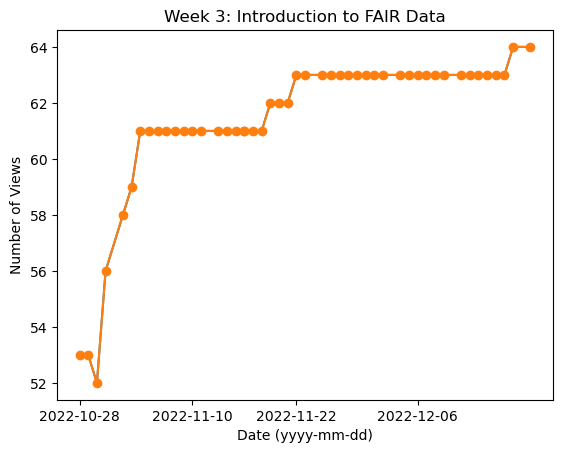 Week 3: Introduction to FAIR Data
Number of Views
64
62
60
58
56
54
52
2022-10-28 2022-11-10 2022-11-22 2022-12-06
Date (yyyy-mm-dd)